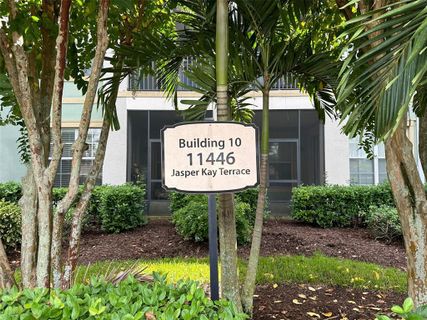 Building 10
11446
Jasper Kay Terrace